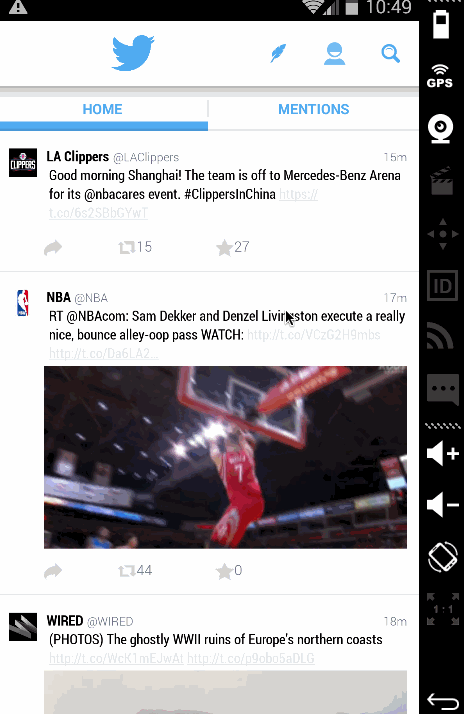 10:49
HOME
MENTIONS
LA Clippers @LAClippers 15m
Good morning Shanghai! The team is off to Mercedes-Benz Arena
for its @nbacares event. #ClippersInChina https://
t.co/6s2SBbGYwT
15
27
NBA @NBA 17m
RT @NBAcom: Sam Dekker and Denzel Livingston execute a really
nice, bounce alley-oop pass WATCH: http://t.co/VCzG2H9mbs
http://t.co/Da6LA2...
7
44
0
WIRED @WIRED 18m
(PHOTOS) The ghostly WWII ruins of Europe's northern coasts
http://t.co/WcK1mEJwAt http://t.co/p9obo5aDLG
GPS
ID
1:1
CLIPPERS